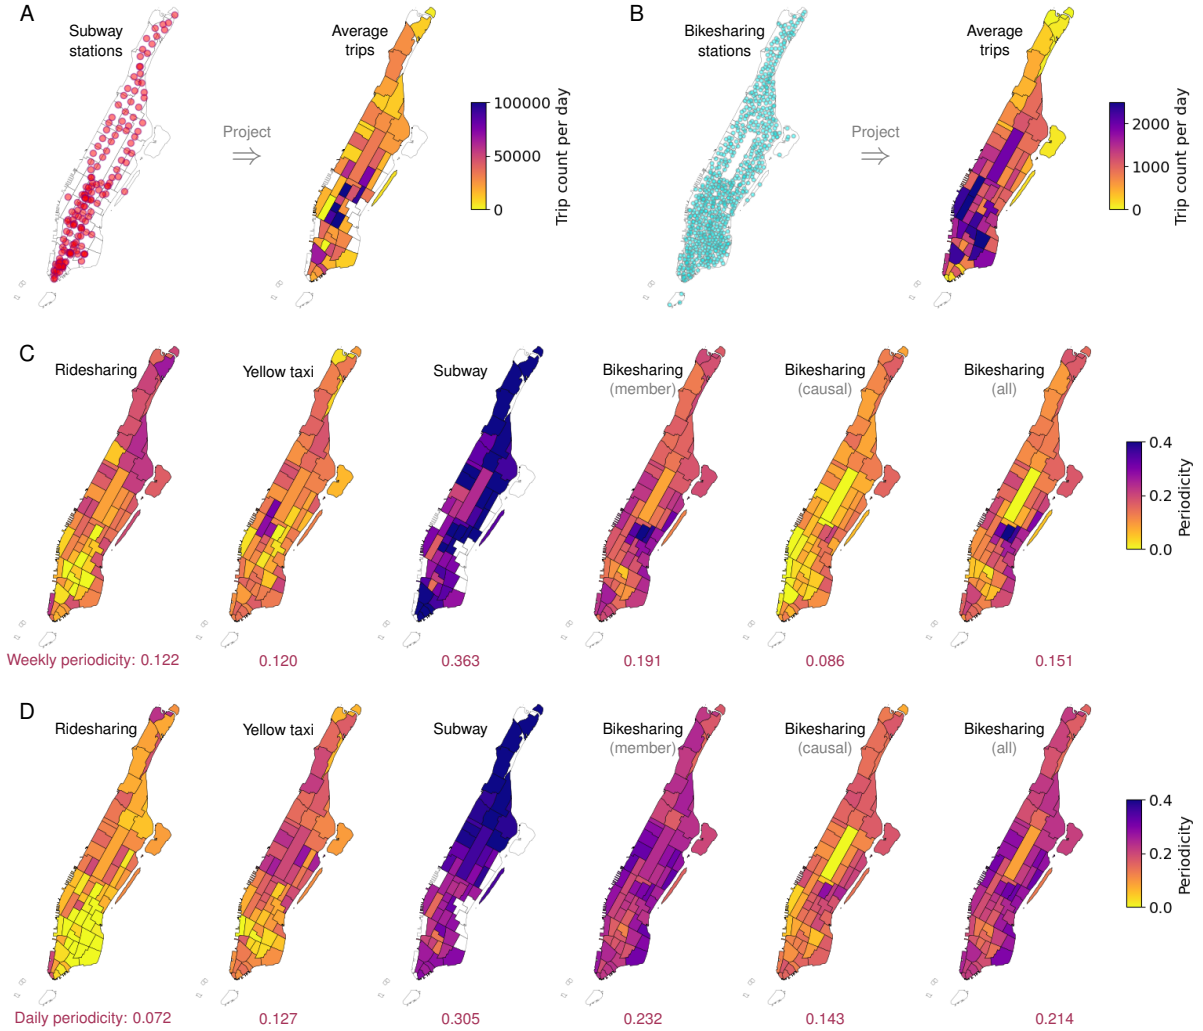 A
Subway
stations
Project
⇒
Average
trips
100000
50000
0
Trip count per day
B
Bikesharing
stations
Project
⇒
Average
trips
2000
1000
0
Trip count per day
C
Ridesharing
Yellow taxi
Subway
Bikesharing
(member)
Bikesharing
(causal)
Bikesharing
(all)
0.4
0.2
0.0
Periodicity
Weekly periodicity: 0.122
0.120
0.363
0.191
0.086
0.151
D
Ridesharing
Yellow taxi
Subway
Bikesharing
(member)
Bikesharing
(causal)
Bikesharing
(all)
0.4
0.2
0.0
Periodicity
Daily periodicity: 0.072
0.127
0.305
0.232
0.143
0.214